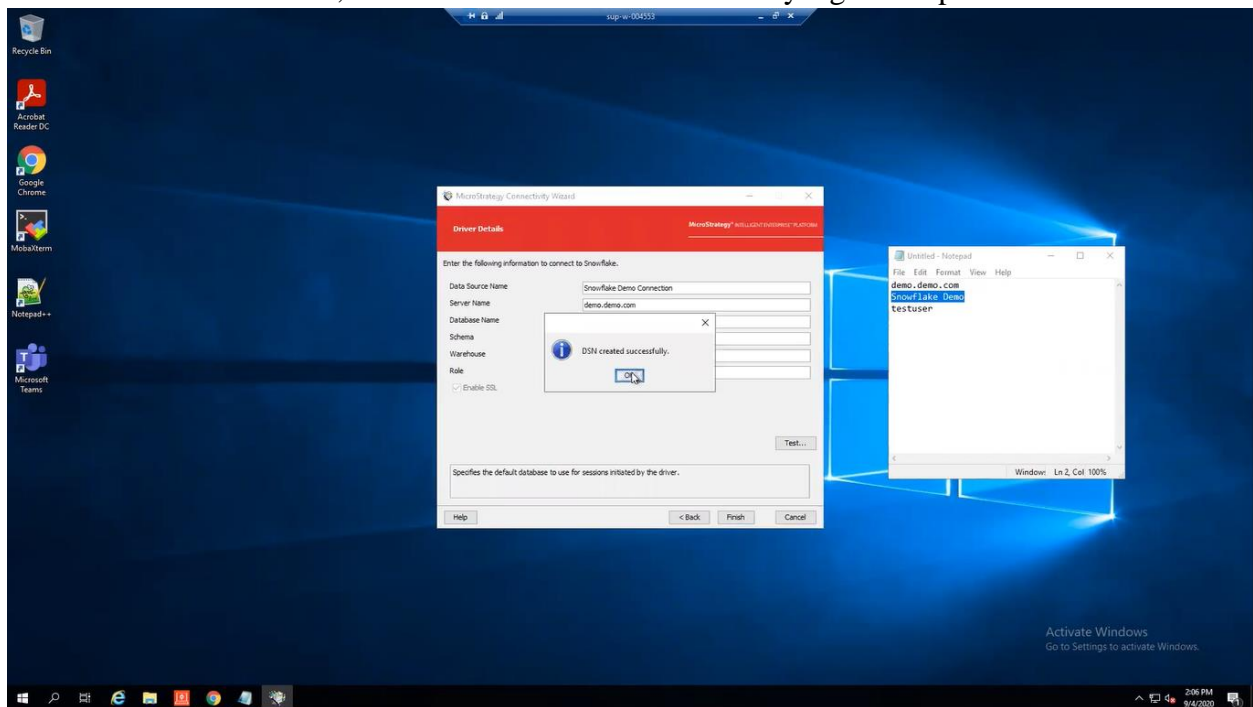 sup-w-004553
Recycle Bin
Acrobat
Reader DC
Google
Chrome
MobaXterm
Notepad++
Microsoft
Teams
MicroStrategy Connectivity Wizard
Driver Details
MicroStrategy® INTELLIGENT ENTERPRISE™ PLATFORM
Enter the following information to connect to Snowflake.
Data Source Name
Snowflake Demo Connection
Server Name
demo.demo.com
Database Name
Schema
Warehouse
Role
Enable SSL
DSN created successfully.
OK
Test...
Specifies the default database to use for sessions initiated by the driver.
Help
< Back
Finish
Cancel
Untitled - Notepad
File Edit Format View Help
demo.demo.com
Snowflake Demo
testuser
Window: Ln 2, Col 100%
Activate Windows
Go to Settings to activate Windows.
2:06 PM
9/4/2020